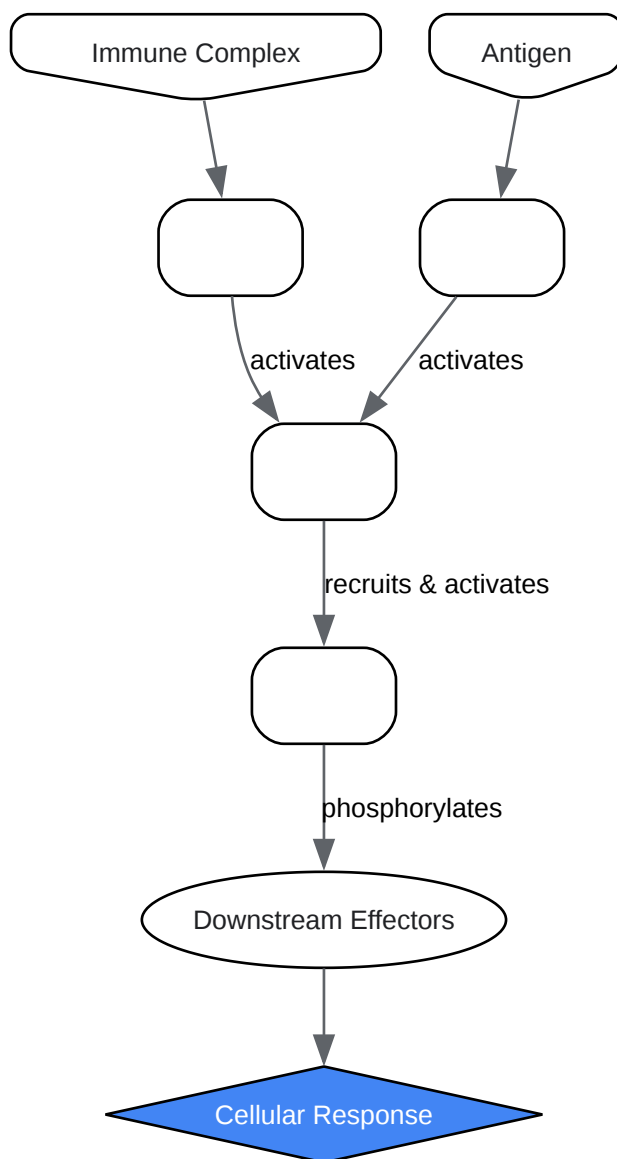 Immune Complex
Antigen
activates
activates
recruits & activates
phosphorylates
Downstream Effectors
Cellular Response